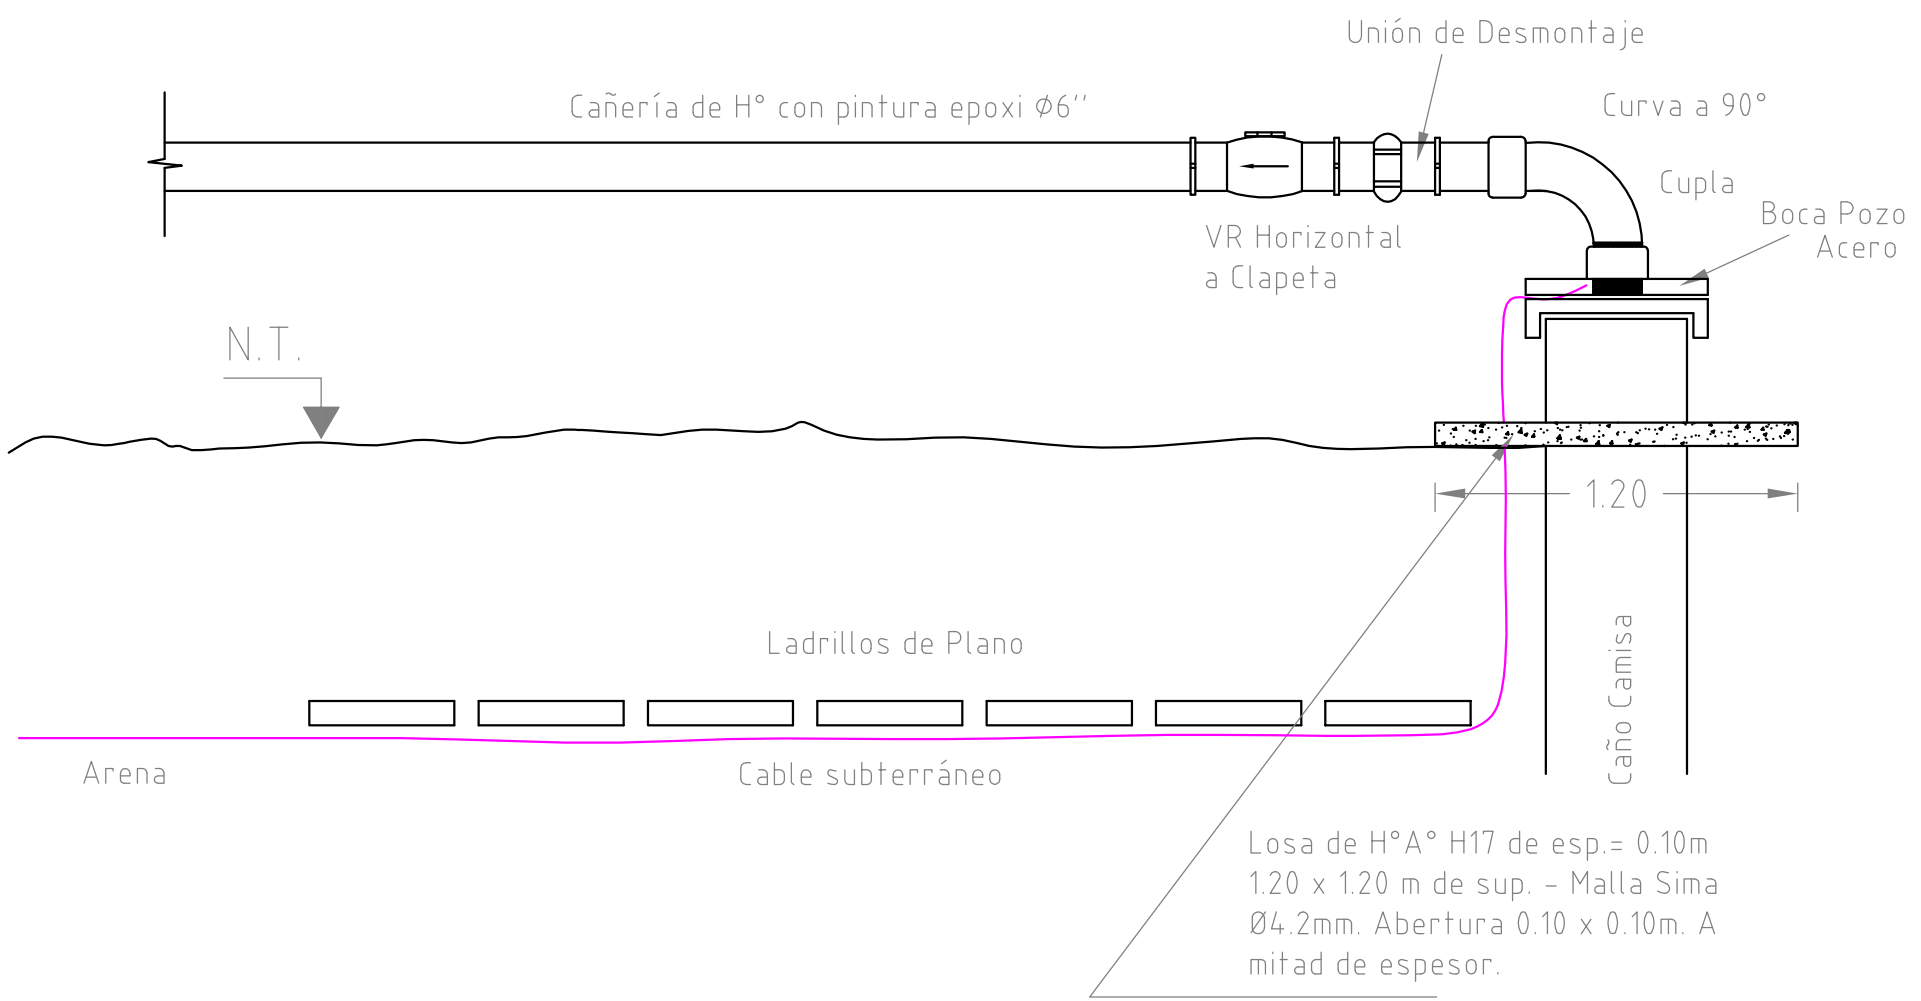 Unión de Desmontaje
Cañería de H° con pintura epoxi Ø6''
Curva a 90°
Cupla
Boca Pozo
Acero
VR Horizontal
a Clapeta
N.T.
1.20
Ladrillos de Plano
Caño Camisa
Arena
Cable subterráneo
Losa de H°A° H17 de esp.= 0.10m
1.20 x 1.20 m de sup. - Malla Sima
Ø4.2mm. Abertura 0.10 x 0.10m. A
mitad de espesor.